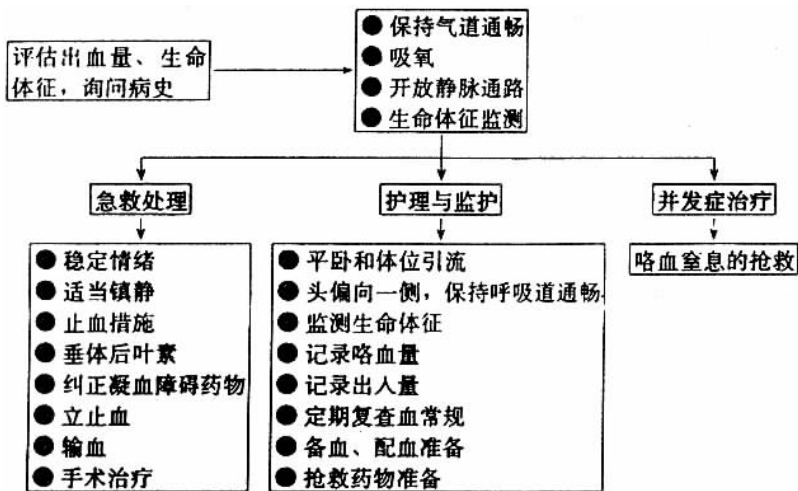 评估出血量、生命
体征，询问病史
● 保持气道通畅
● 吸氧
● 开放静脉通路
● 生命体征监测
急救处理
护理与监护
并发症治疗
● 稳定情绪
● 适当镇静
● 止血措施
● 垂体后叶素
● 纠正凝血障碍药物
● 立止血
● 输血
● 手术治疗
● 平卧和体位引流
● 头偏向一侧，保持呼吸道通畅
● 监测生命体征
● 记录咯血量
● 记录出人量
● 定期复查血常规
● 备血、配血准备
● 抢救药物准备
咯血窒息的抢救